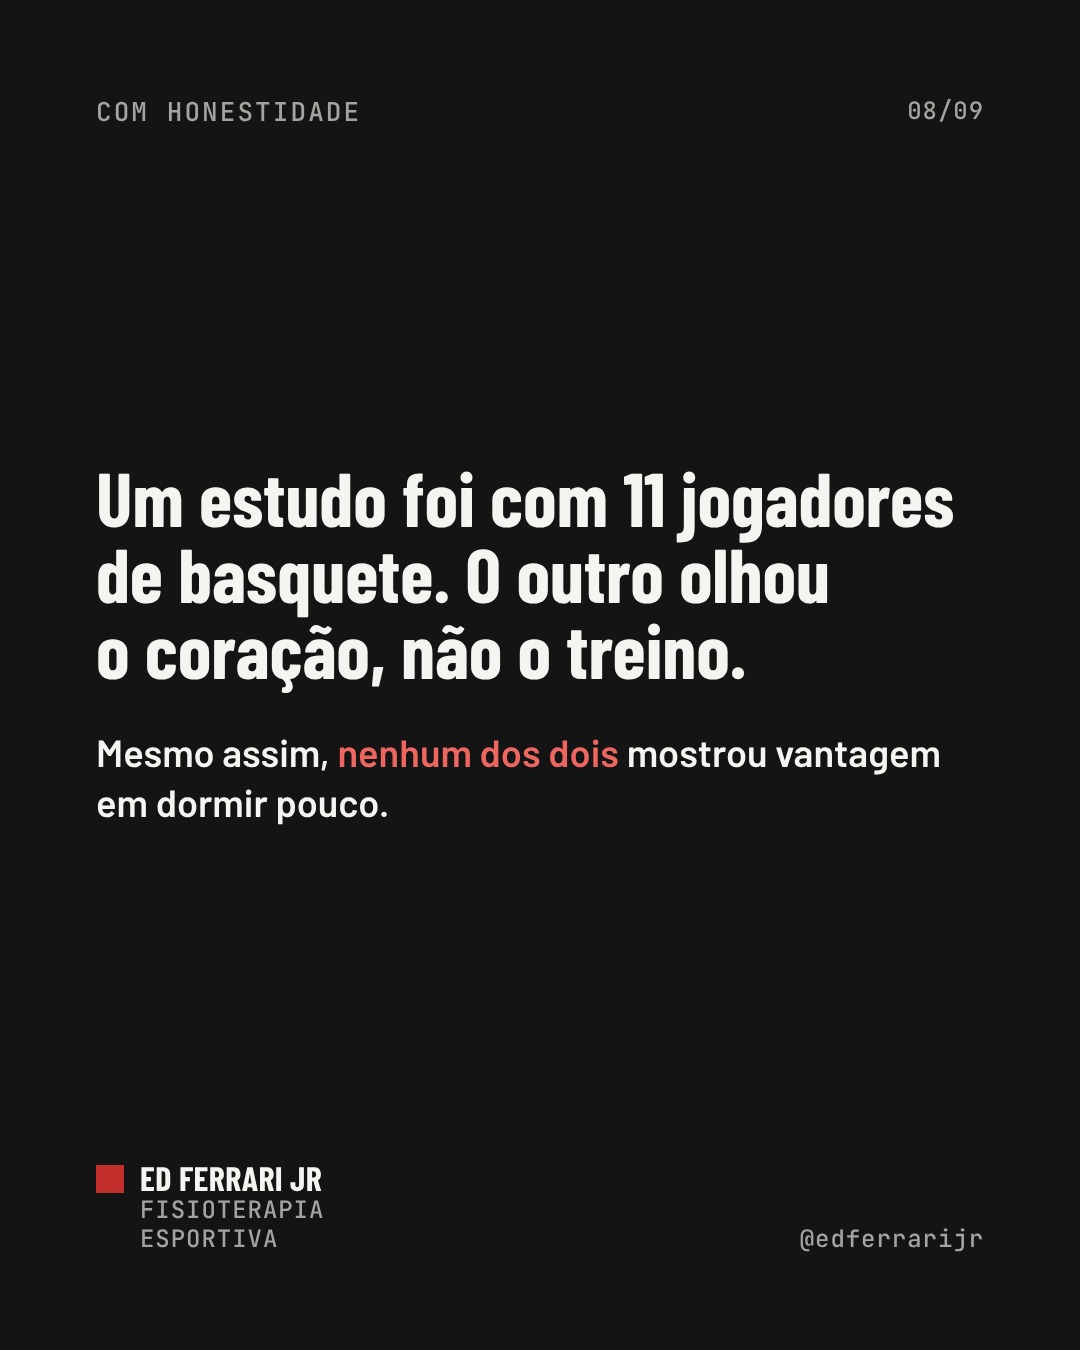 COM HONESTIDADE
08/09
Um estudo foi com 11 jogadores
de basquete. O outro olhou
o coração, não o treino.
Mesmo assim, nenhum dos dois mostrou vantagem
em dormir pouco.
ED FERRARI JR
FISIOTERAPIA
ESPORTIVA
@edferrarijr